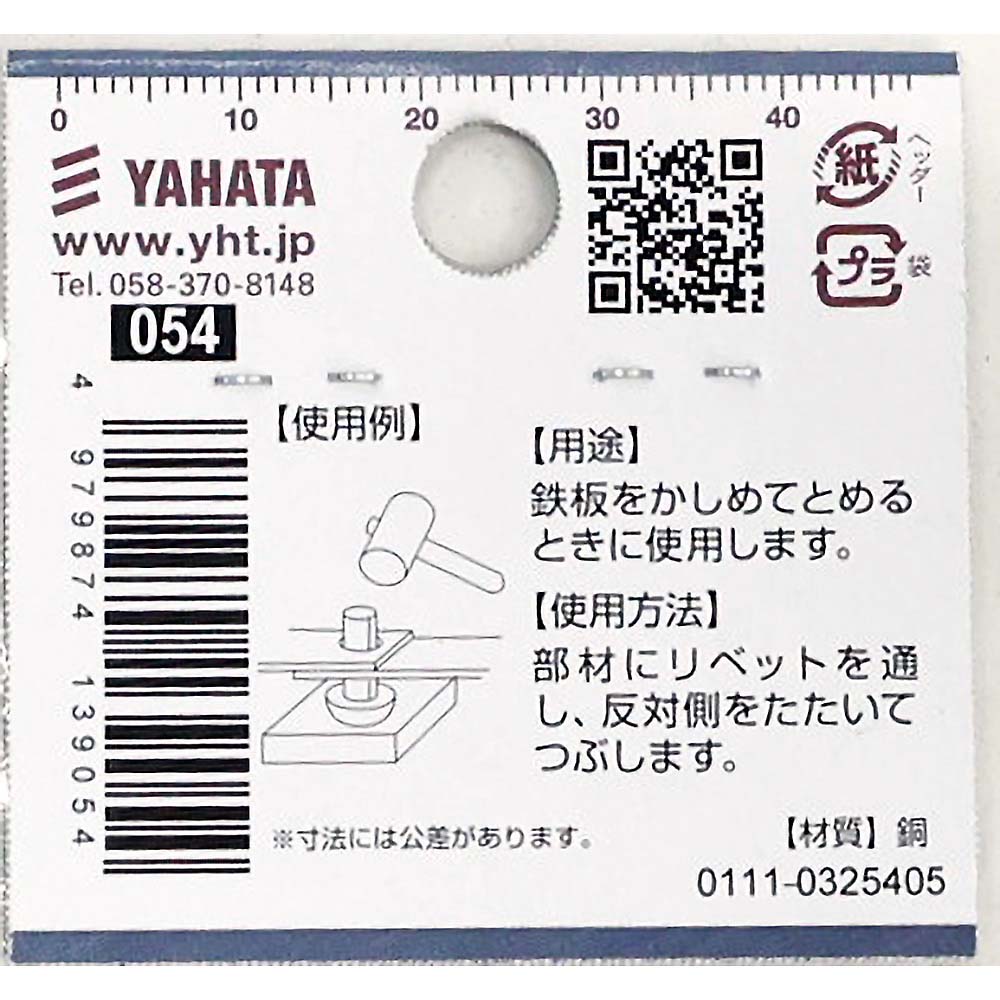 0 10 20 30 40
YAHATA
www.yht.jp
Tel. 058-370-8148
054
紙
ヘッダー
プラ
袋
4 979874 139054
【使用例】
【用途】
鉄板をかしめてとめる
ときに使用します。
【使用方法】
部材にリベットを通
し、反対側をたたいて
つぶします。
※寸法には公差があります。
【材質】銅
0111-0325405